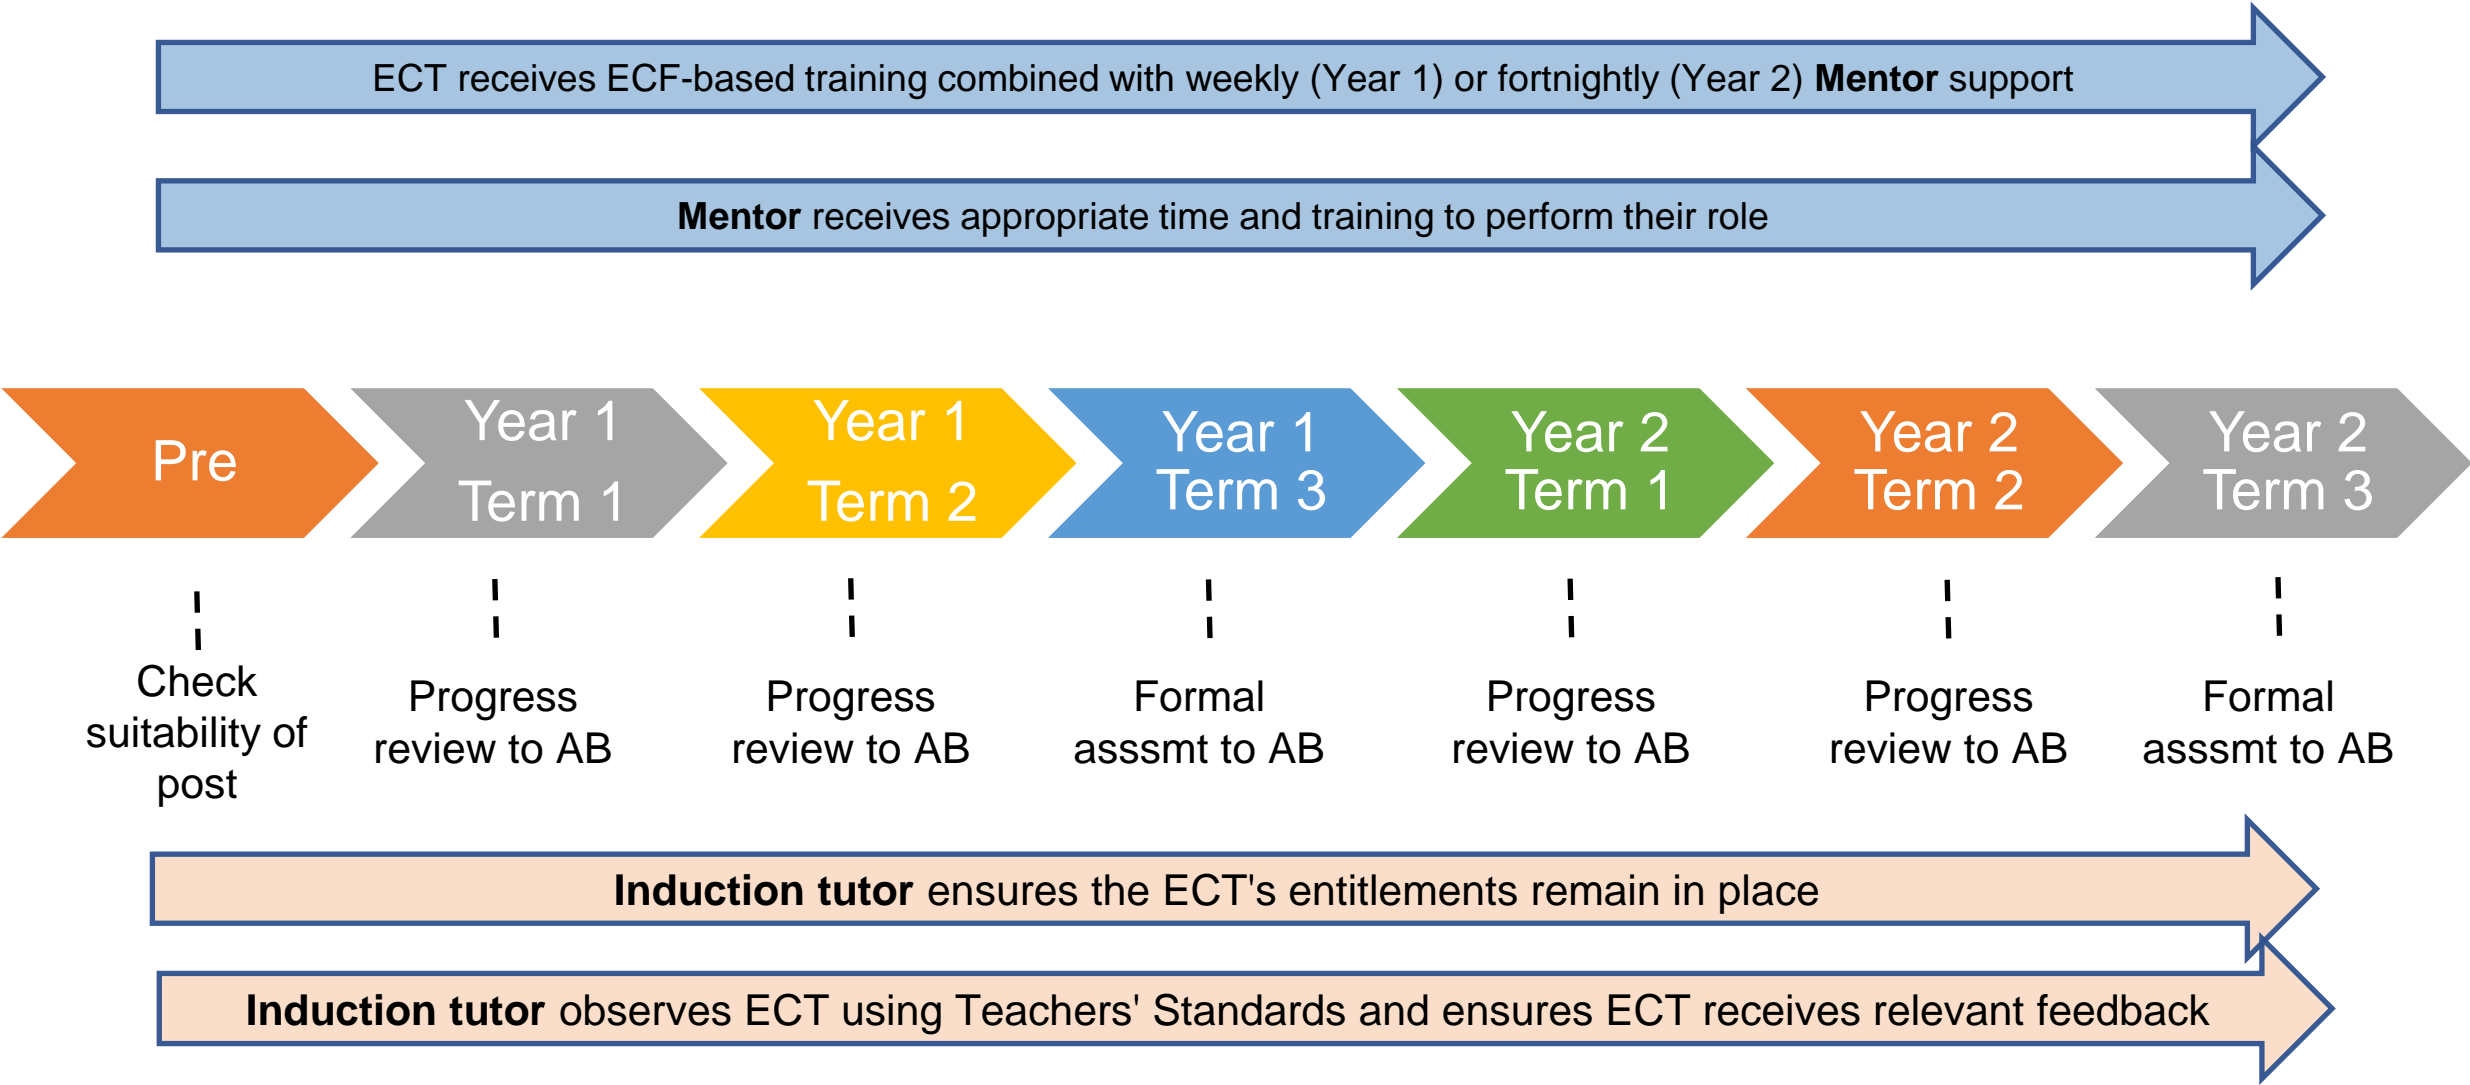 ECT receives ECF-based training combined with weekly (Year 1) or fortnightly (Year 2) Mentor support
Mentor receives appropriate time and training to perform their role
Pre
Year 1
Term 1
Year 1
Term 2
Year 1
Term 3
Year 2
Term 1
Year 2
Term 2
Year 2
Term 3
Check
suitability of
post
Progress
review to AB
Progress
review to AB
Formal
asssmt to AB
Progress
review to AB
Progress
review to AB
Formal
asssmt to AB
Induction tutor ensures the ECT's entitlements remain in place
Induction tutor observes ECT using Teachers' Standards and ensures ECT receives relevant feedback